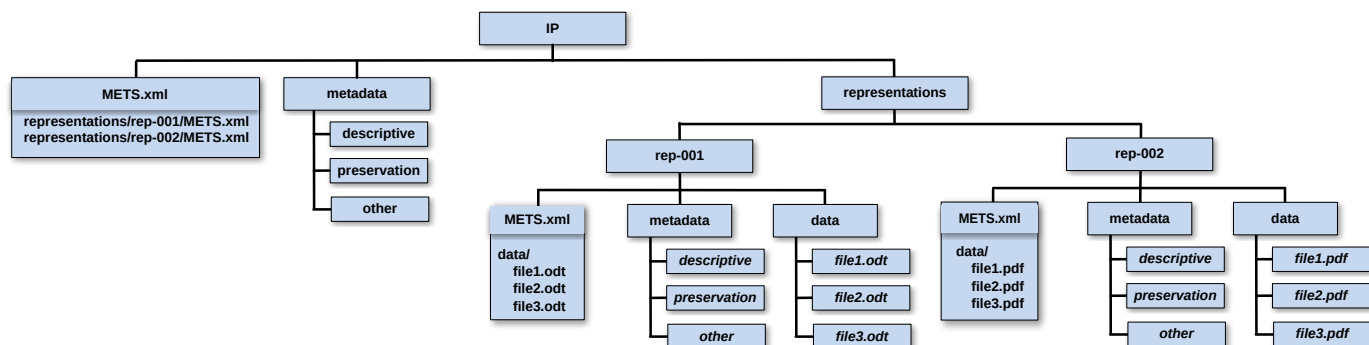 IP
METS.xml
representations/rep-001/METS.xml
representations/rep-002/METS.xml
metadata
descriptive
preservation
other
representations
rep-001
METS.xml
data/
file1.odt
file2.odt
file3.odt
metadata
descriptive
preservation
other
data
file1.odt
file2.odt
file3.odt
rep-002
METS.xml
data/
file1.pdf
file2.pdf
file3.pdf
metadata
descriptive
preservation
other
data
file1.pdf
file2.pdf
file3.pdf